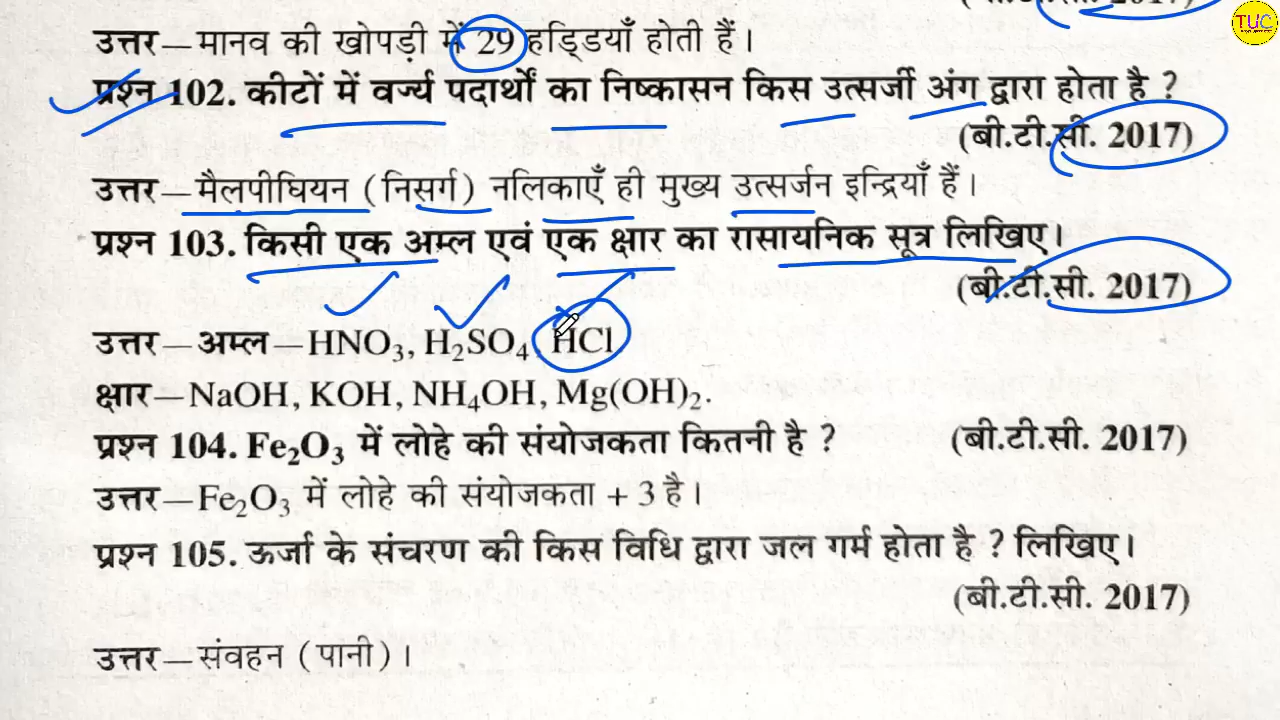 (बी.टी.सी. 2017)
TUC
उत्तर—मानव की खोपड़ी में 29 हड्डियाँ होती हैं।
प्रश्न 102. कीटों में वर्ज्य पदार्थों का निष्कासन किस उत्सर्जी अंग द्वारा होता है ?
(बी.टी.सी. 2017)
उत्तर—मैलपीघियन (निसर्ग) नलिकाएँ ही मुख्य उत्सर्जन इन्द्रियाँ हैं।
प्रश्न 103. किसी एक अम्ल एवं एक क्षार का रासायनिक सूत्र लिखिए।
(बी.टी.सी. 2017)
उत्तर—अम्ल—HNO₃, H₂SO₄, HCl
क्षार—NaOH, KOH, NH₄OH, Mg(OH)₂.
प्रश्न 104. Fe₂O₃ में लोहे की संयोजकता कितनी है ? (बी.टी.सी. 2017)
उत्तर—Fe₂O₃ में लोहे की संयोजकता + 3 है।
प्रश्न 105. ऊर्जा के संचरण की किस विधि द्वारा जल गर्म होता है ? लिखिए।
(बी.टी.सी. 2017)
उत्तर—संवहन (पानी)।